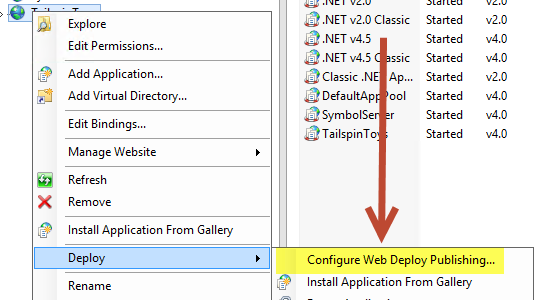 Explore
Edit Permissions...
Add Application...
Add Virtual Directory...
Edit Bindings...
Manage Website
Refresh
Remove
Install Application From Gallery
Deploy
Rename
.NET v2.0 Started v2.0
.NET v2.0 Classic Started v2.0
.NET v4.5 Started v4.0
.NET v4.5 Classic Started v4.0
Classic .NET Ap... Started v2.0
DefaultAppPool Started v4.0
SymbolServer Started v4.0
TailspinToys Started v4.0
Configure Web Deploy Publishing...
Install Application From Gallery